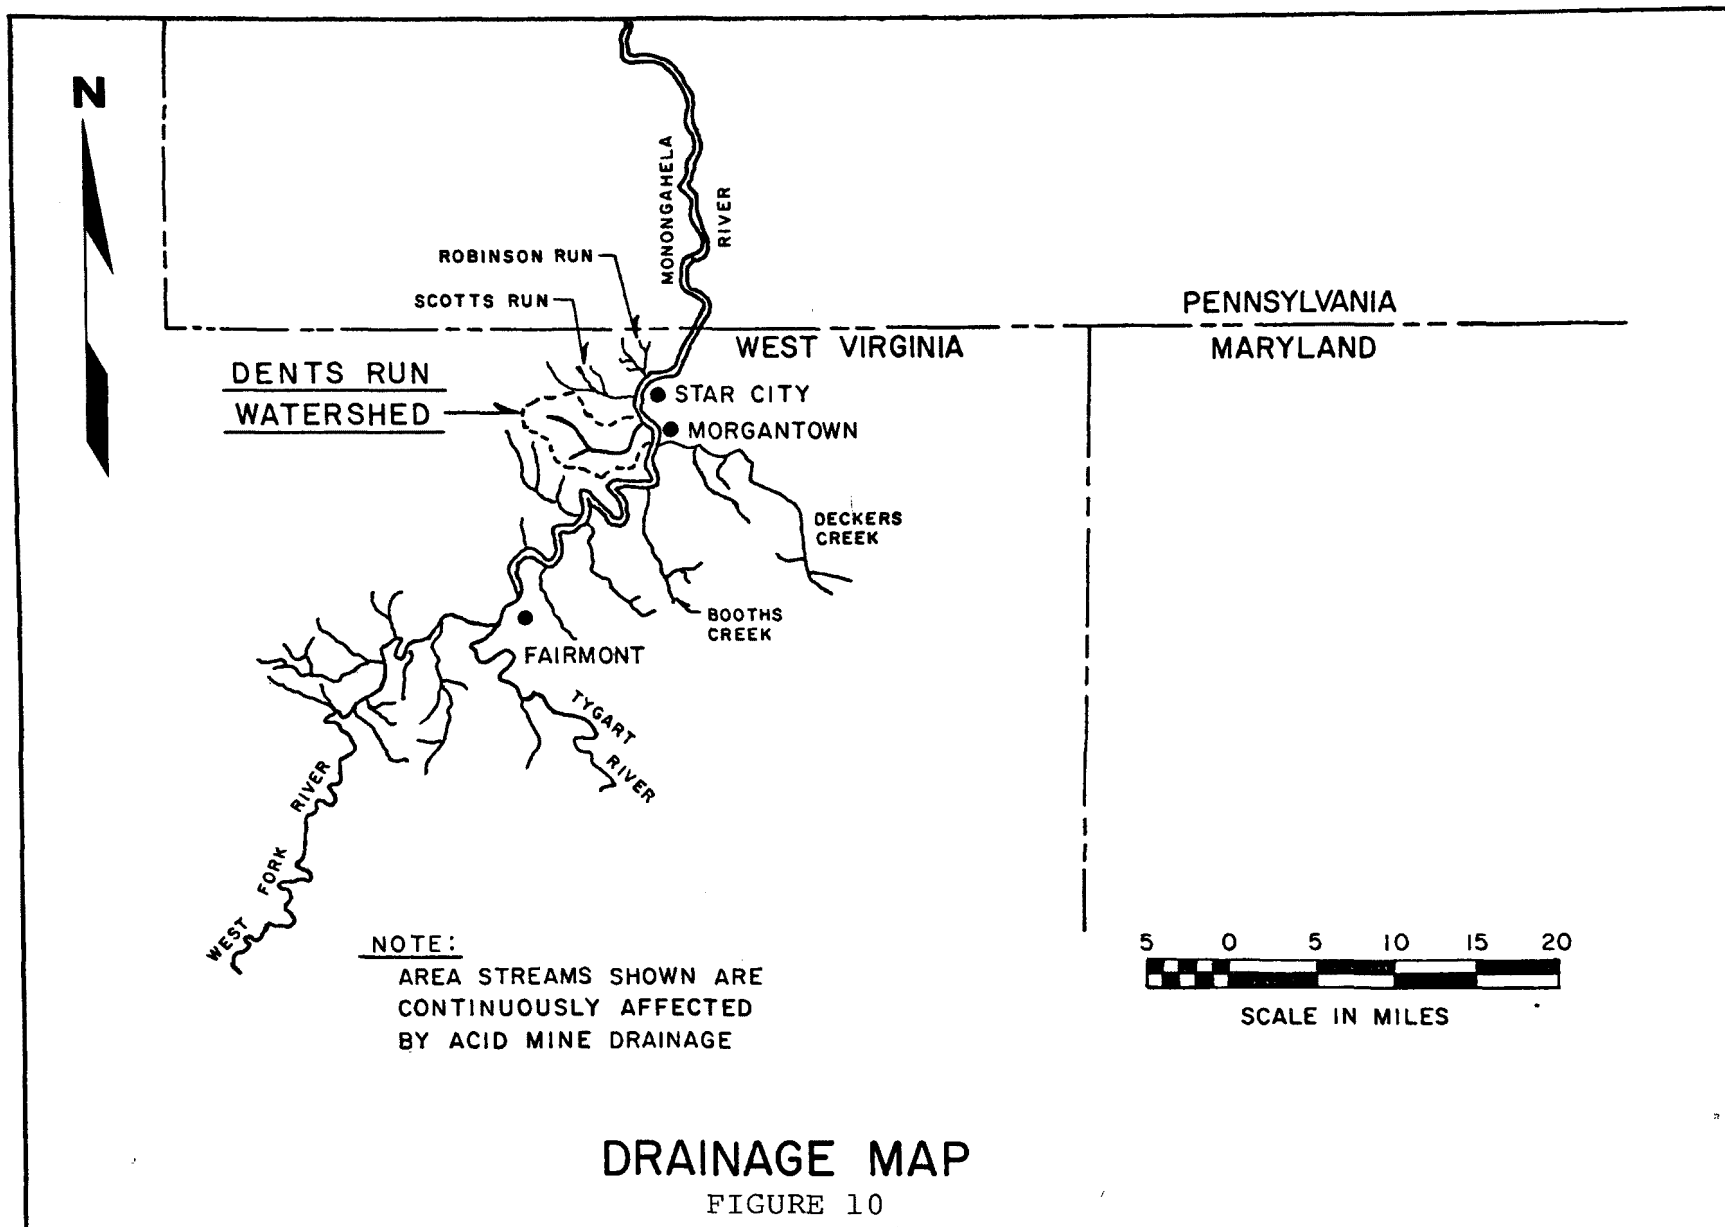 N
MONONGAHELA
RIVER
ROBINSON RUN
SCOTTS RUN
PENNSYLVANIA
WEST VIRGINIA
MARYLAND
DENTS RUN
WATERSHED
STAR CITY
MORGANTOWN
DECKERS
CREEK
BOOTHS
CREEK
FAIRMONT
TYGART
RIVER
WEST FORK RIVER
NOTE:
AREA STREAMS SHOWN ARE
CONTINUOUSLY AFFECTED
BY ACID MINE DRAINAGE
5 0 5 10 15 20
SCALE IN MILES
DRAINAGE MAP
FIGURE 10